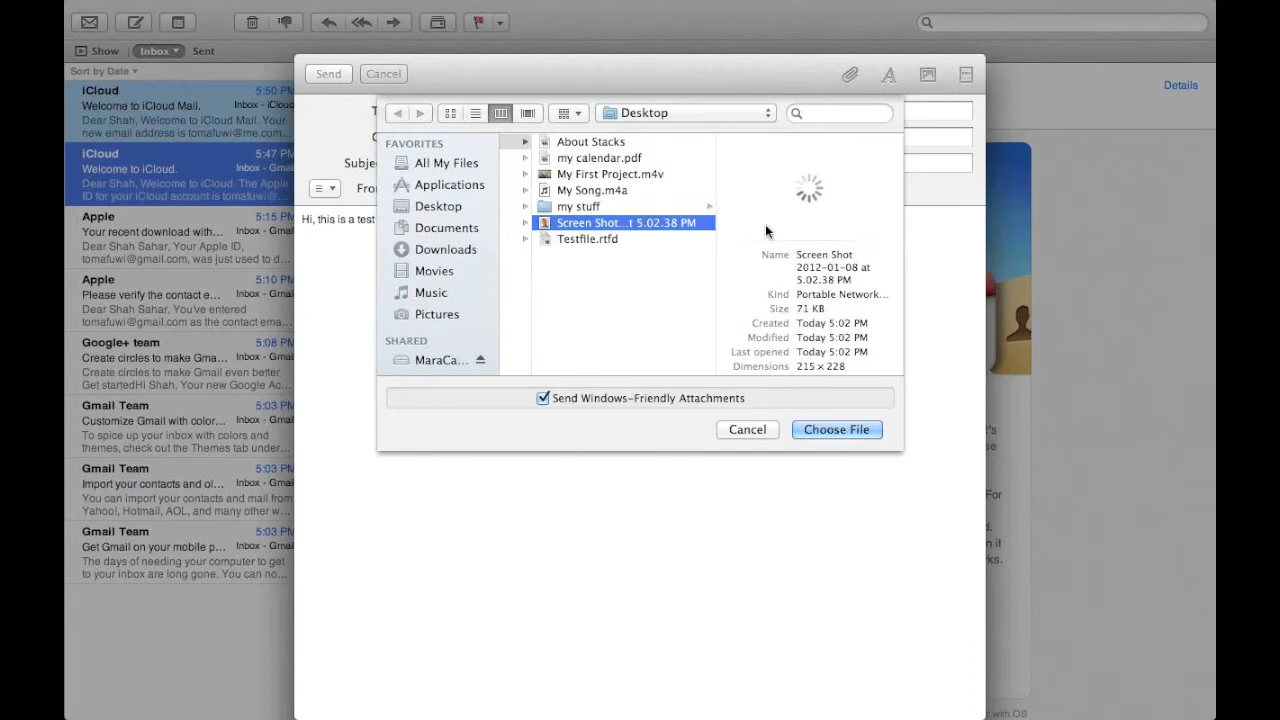 Show
Inbox ▾
Sent
Sort by Date ▾
iCloud 5:50 PM
Welcome to iCloud Mail. Inbox - iCloud
Dear Shah, Welcome to iCloud Mail. Your
new email address is tomafuwi@me.com...
iCloud 5:47 PM
Welcome to iCloud. Inbox - Gmail
Dear Shah, Welcome to iCloud. The Apple
ID for your iCloud account is tomafuwi@g...
Apple 5:15 PM
Your recent download with... Inbox - Gmail
Dear Shah Sahar, Your Apple ID,
tomafuwi@gmail.com, was just used to d...
Apple 5:10 PM
Please verify the contact e... Inbox - Gmail
Dear Shah Sahar, You've entered
tomafuwi@gmail.com as the contact ema...
Google+ team 5:08 PM
Create circles to make Gma... Inbox - Gmail
Create circles to make Gmail even better
Get startedHi Shah, Your new Google Ac...
Gmail Team 5:03 PM
Customize Gmail with color... Inbox - Gmail
To spice up your inbox with colors and
themes, check out the Themes tab under...
Gmail Team 5:03 PM
Import your contacts and ol... Inbox - Gmail
You can import your contacts and mail from
Yahoo!, Hotmail, AOL, and many other w...
Gmail Team 5:03 PM
Get Gmail on your mobile p... Inbox - Gmail
The days of needing your computer to get
to your inbox are long gone. You can no...
Send
Cancel
Subje
Fro
Hi, this is a test
Desktop
FAVORITES
All My Files
Applications
Desktop
Documents
Downloads
Movies
Music
Pictures
SHARED
MaraCa...
About Stacks
my calendar.pdf
My First Project.m4v
My Song.m4a
my stuff
Screen Shot...t 5.02.38 PM
Testfile.rtfd
Name Screen Shot
2012-01-08 at
5.02.38 PM
Kind Portable Network...
Size 71 KB
Created Today 5:02 PM
Modified Today 5:02 PM
Last opened Today 5:02 PM
Dimensions 215 × 228
Send Windows-Friendly Attachments
Cancel
Choose File
Details
For
with OS